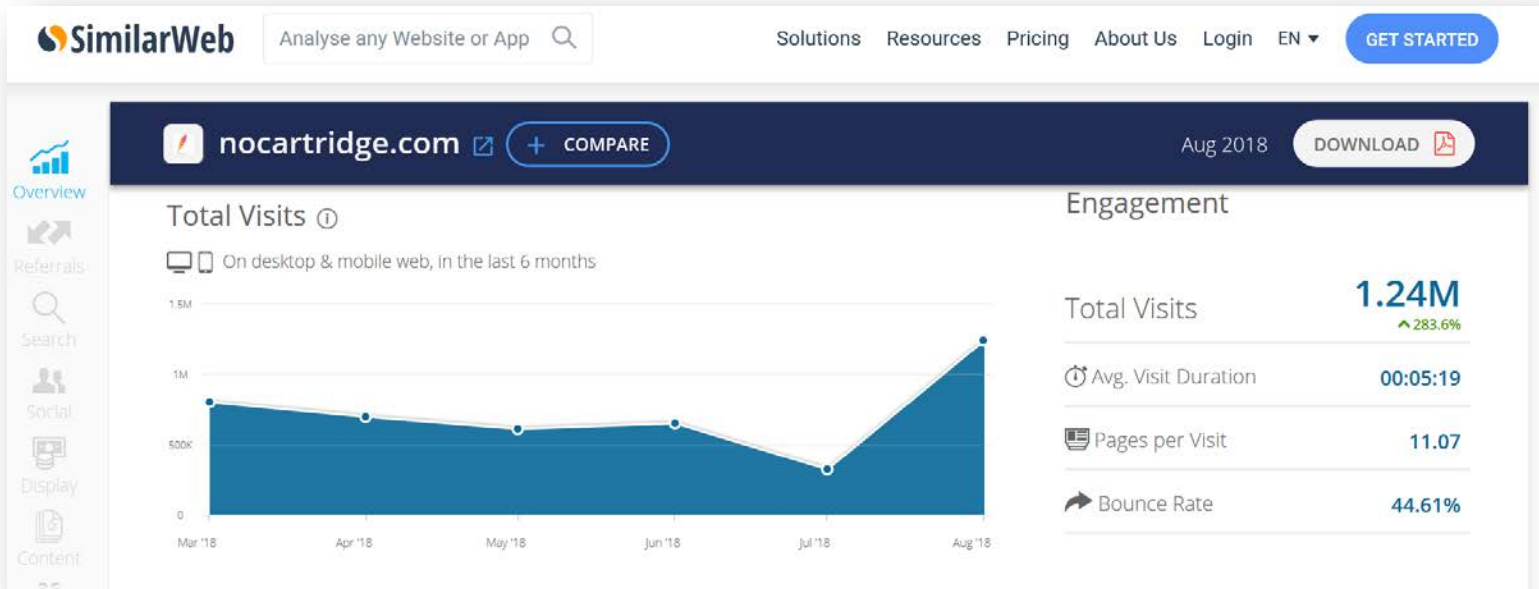 SimilarWeb Analyse any Website or App Solutions Resources Pricing About Us Login EN GET STARTED
nocartridge.com + COMPARE Aug 2018 DOWNLOAD
Overview
Referrals
Search
Social
Display
Content
Total Visits
On desktop & mobile web, in the last 6 months
1.5M
1M
500K
0
Mar '18 Apr '18 May '18 Jun '18 Jul '18 Aug '18
Engagement
Total Visits 1.24M
283.6%
Avg. Visit Duration 00:05:19
Pages per Visit 11.07
Bounce Rate 44.61%